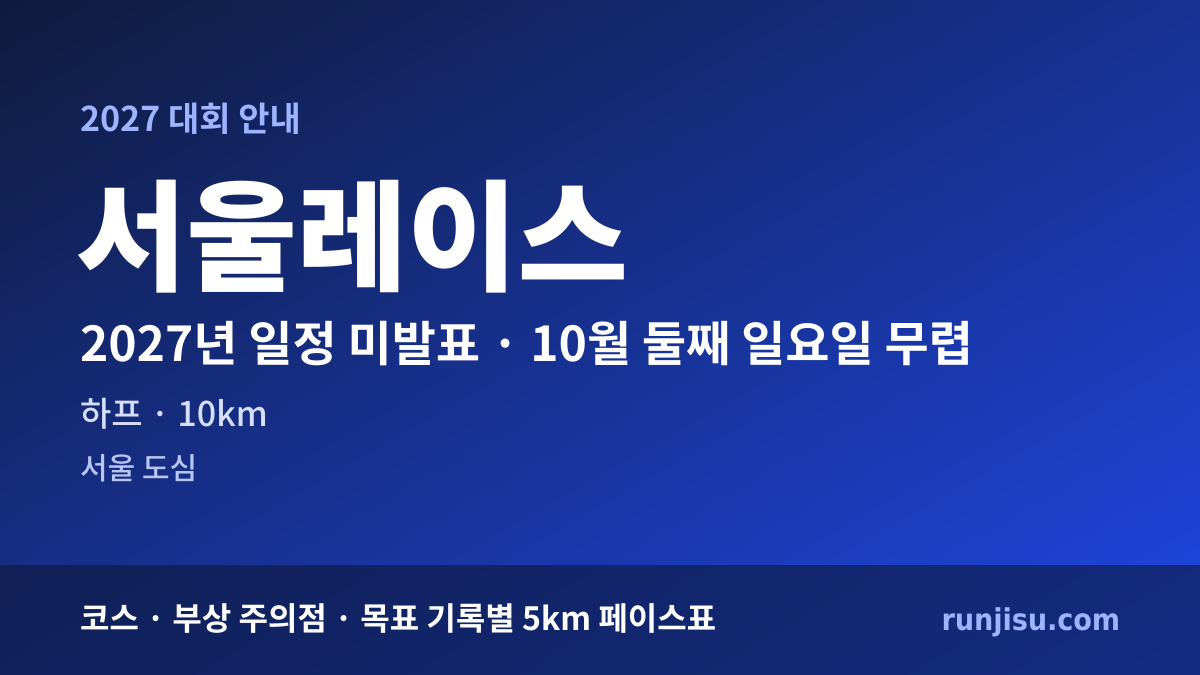 2027 대회 안내
서울레이스
2027년 일정 미발표 · 10월 둘째 일요일 무렵
하프 · 10km
서울 도심
코스 · 부상 주의점 · 목표 기록별 5km 페이스표
runjisu.com